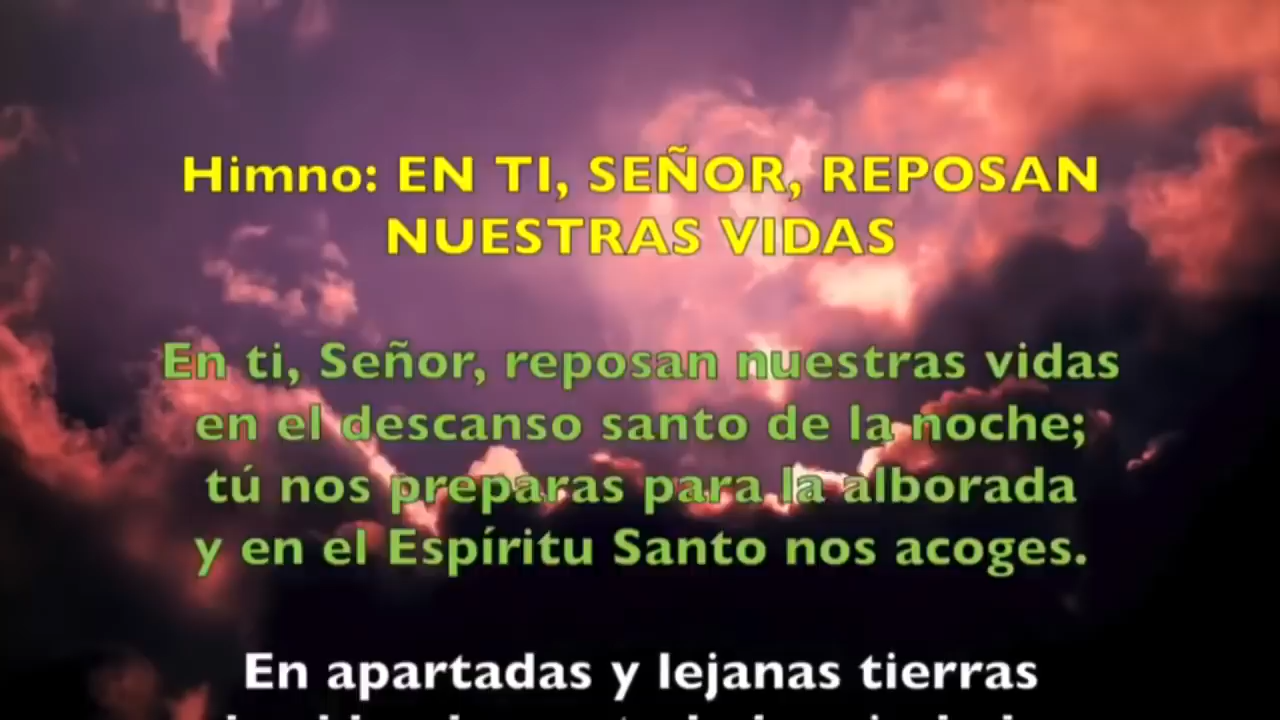 Himno: EN TI, SEÑOR, REPOSAN
NUESTRAS VIDAS
En ti, Señor, reposan nuestras vidas
en el descanso santo de la noche;
tú nos preparas para la alborada
y en el Espíritu Santo nos acoges.
En apartadas y lejanas tierras